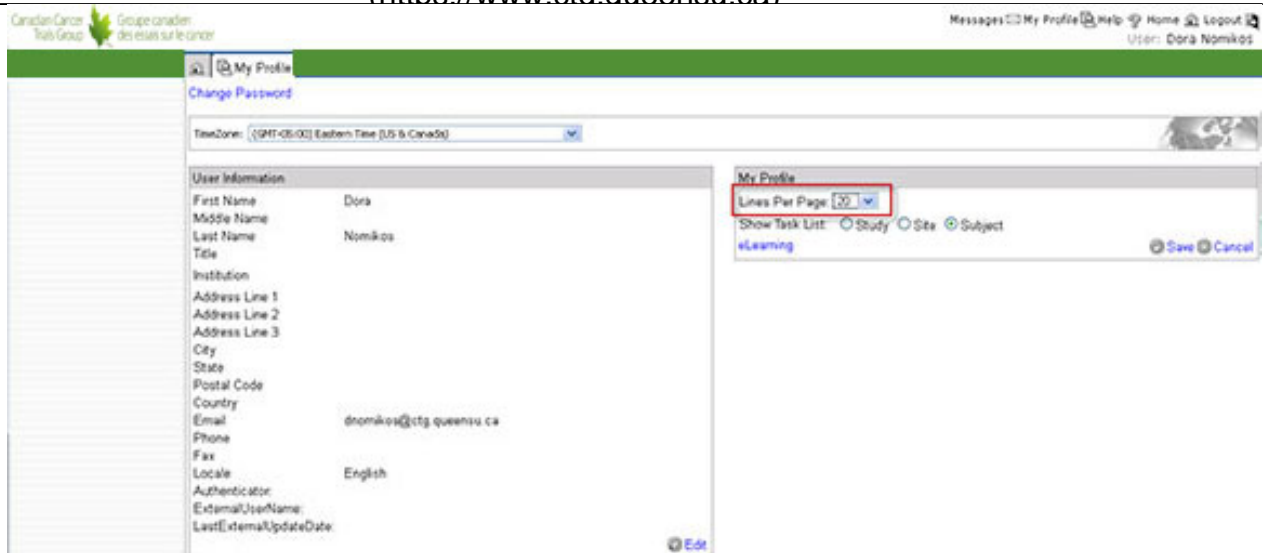 Canadian Cancer Trials Group
Groupe canadien des essais sur le cancer
Messages My Profile Help Home Logout
User: Dora Nomikos
My Profile
Change Password
TimeZone: (GMT-05:00) Eastern Time (US & Canada)
User Information
First Name Dora
Middle Name
Last Name Nomikos
Title
Institution
Address Line 1
Address Line 2
Address Line 3
City
State
Postal Code
Country
Email dnomikos@ctg.queensu.ca
Phone
Fax
Locale English
Authenticator:
ExternalUserName:
LastExternalUpdateDate:
Edit
My Profile
Lines Per Page: 20
Show Task List: Study Site Subject
eLearning Save Cancel